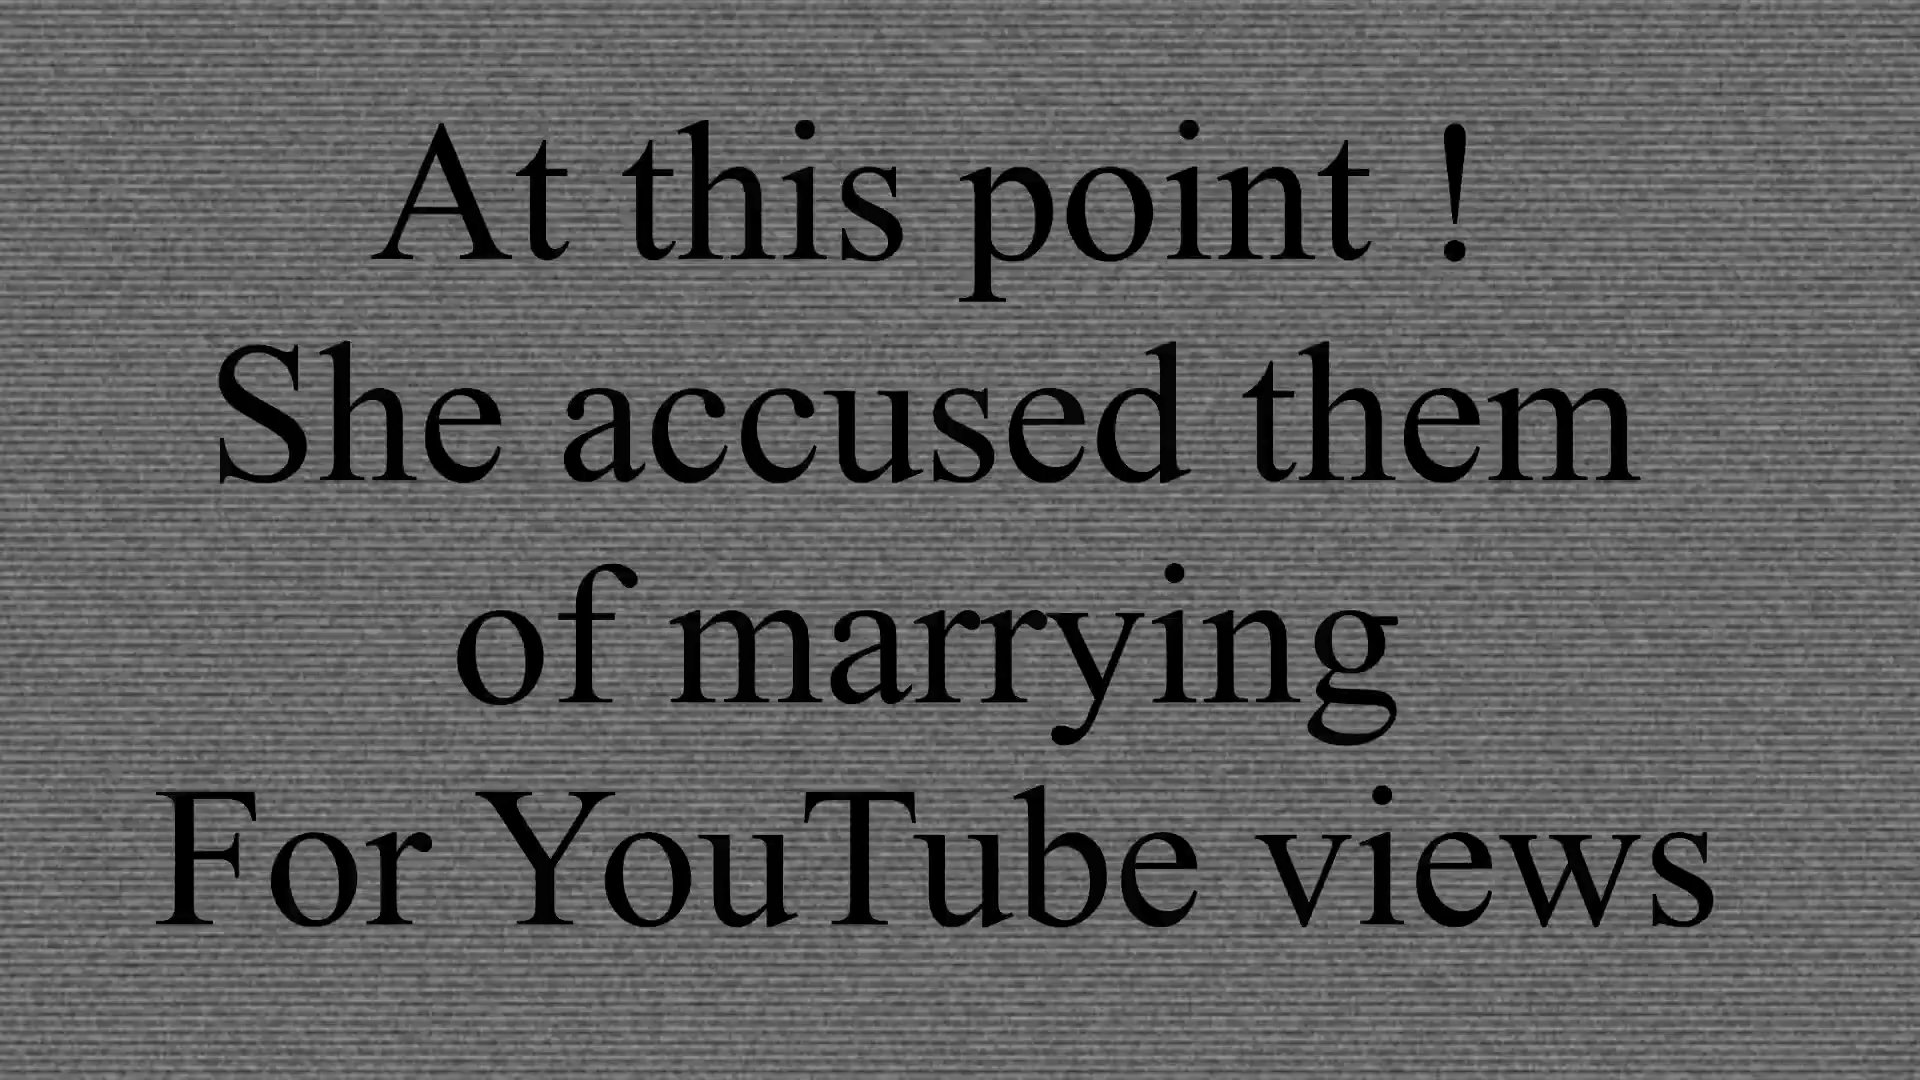 At this point !
She accused them
of marrying
For YouTube views